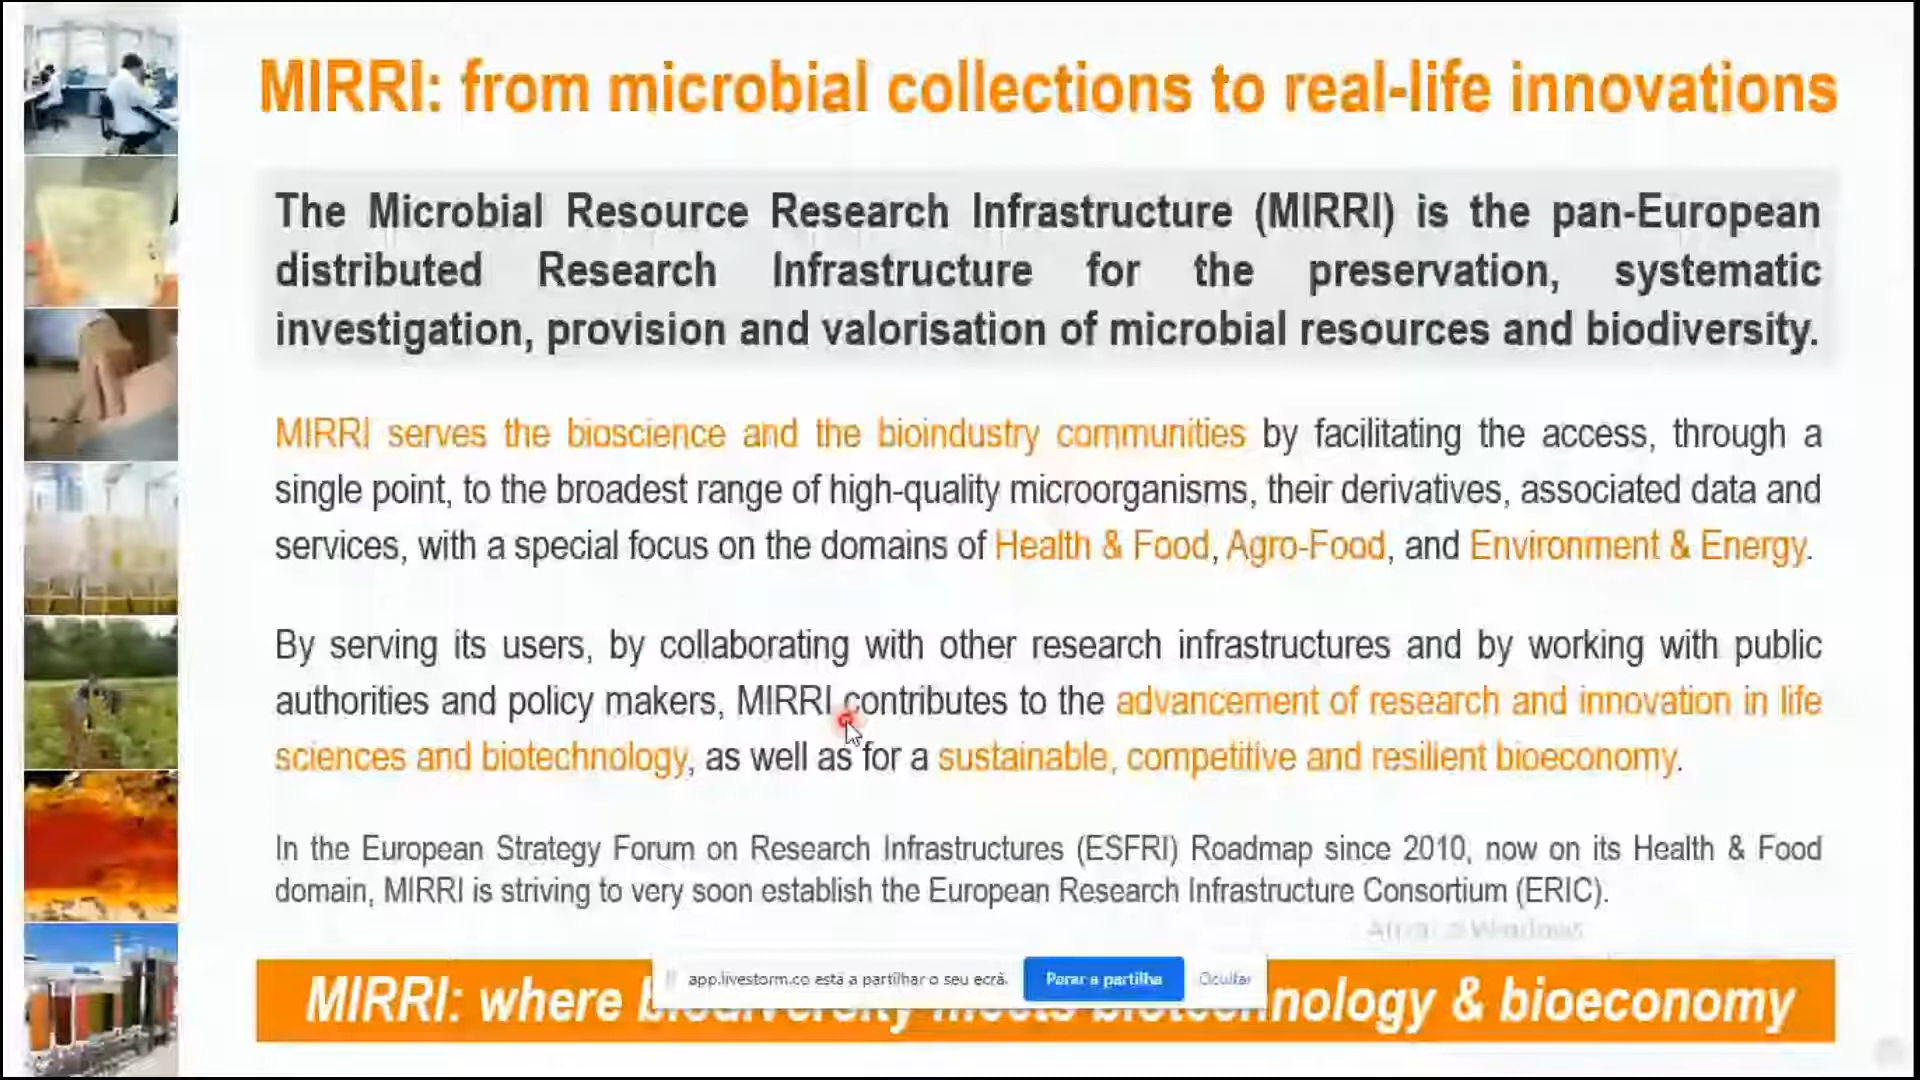 MIRRI: from microbial collections to real-life innovations
The Microbial Resource Research Infrastructure (MIRRI) is the pan-European
distributed Research Infrastructure for the preservation, systematic
investigation, provision and valorisation of microbial resources and biodiversity.
MIRRI serves the bioscience and the bioindustry communities by facilitating the access, through a
single point, to the broadest range of high-quality microorganisms, their derivatives, associated data and
services, with a special focus on the domains of Health & Food, Agro-Food, and Environment & Energy.
By serving its users, by collaborating with other research infrastructures and by working with public
authorities and policy makers, MIRRI contributes to the advancement of research and innovation in life
sciences and biotechnology, as well as for a sustainable, competitive and resilient bioeconomy.
In the European Strategy Forum on Research Infrastructures (ESFRI) Roadmap since 2010, now on its Health & Food
domain, MIRRI is striving to very soon establish the European Research Infrastructure Consortium (ERIC).
Ativar o Windows
app.livestorm.co está a partilhar o seu ecrã. Parar a partilha Ocultar
MIRRI: where biodiversity meets biotechnology & bioeconomy